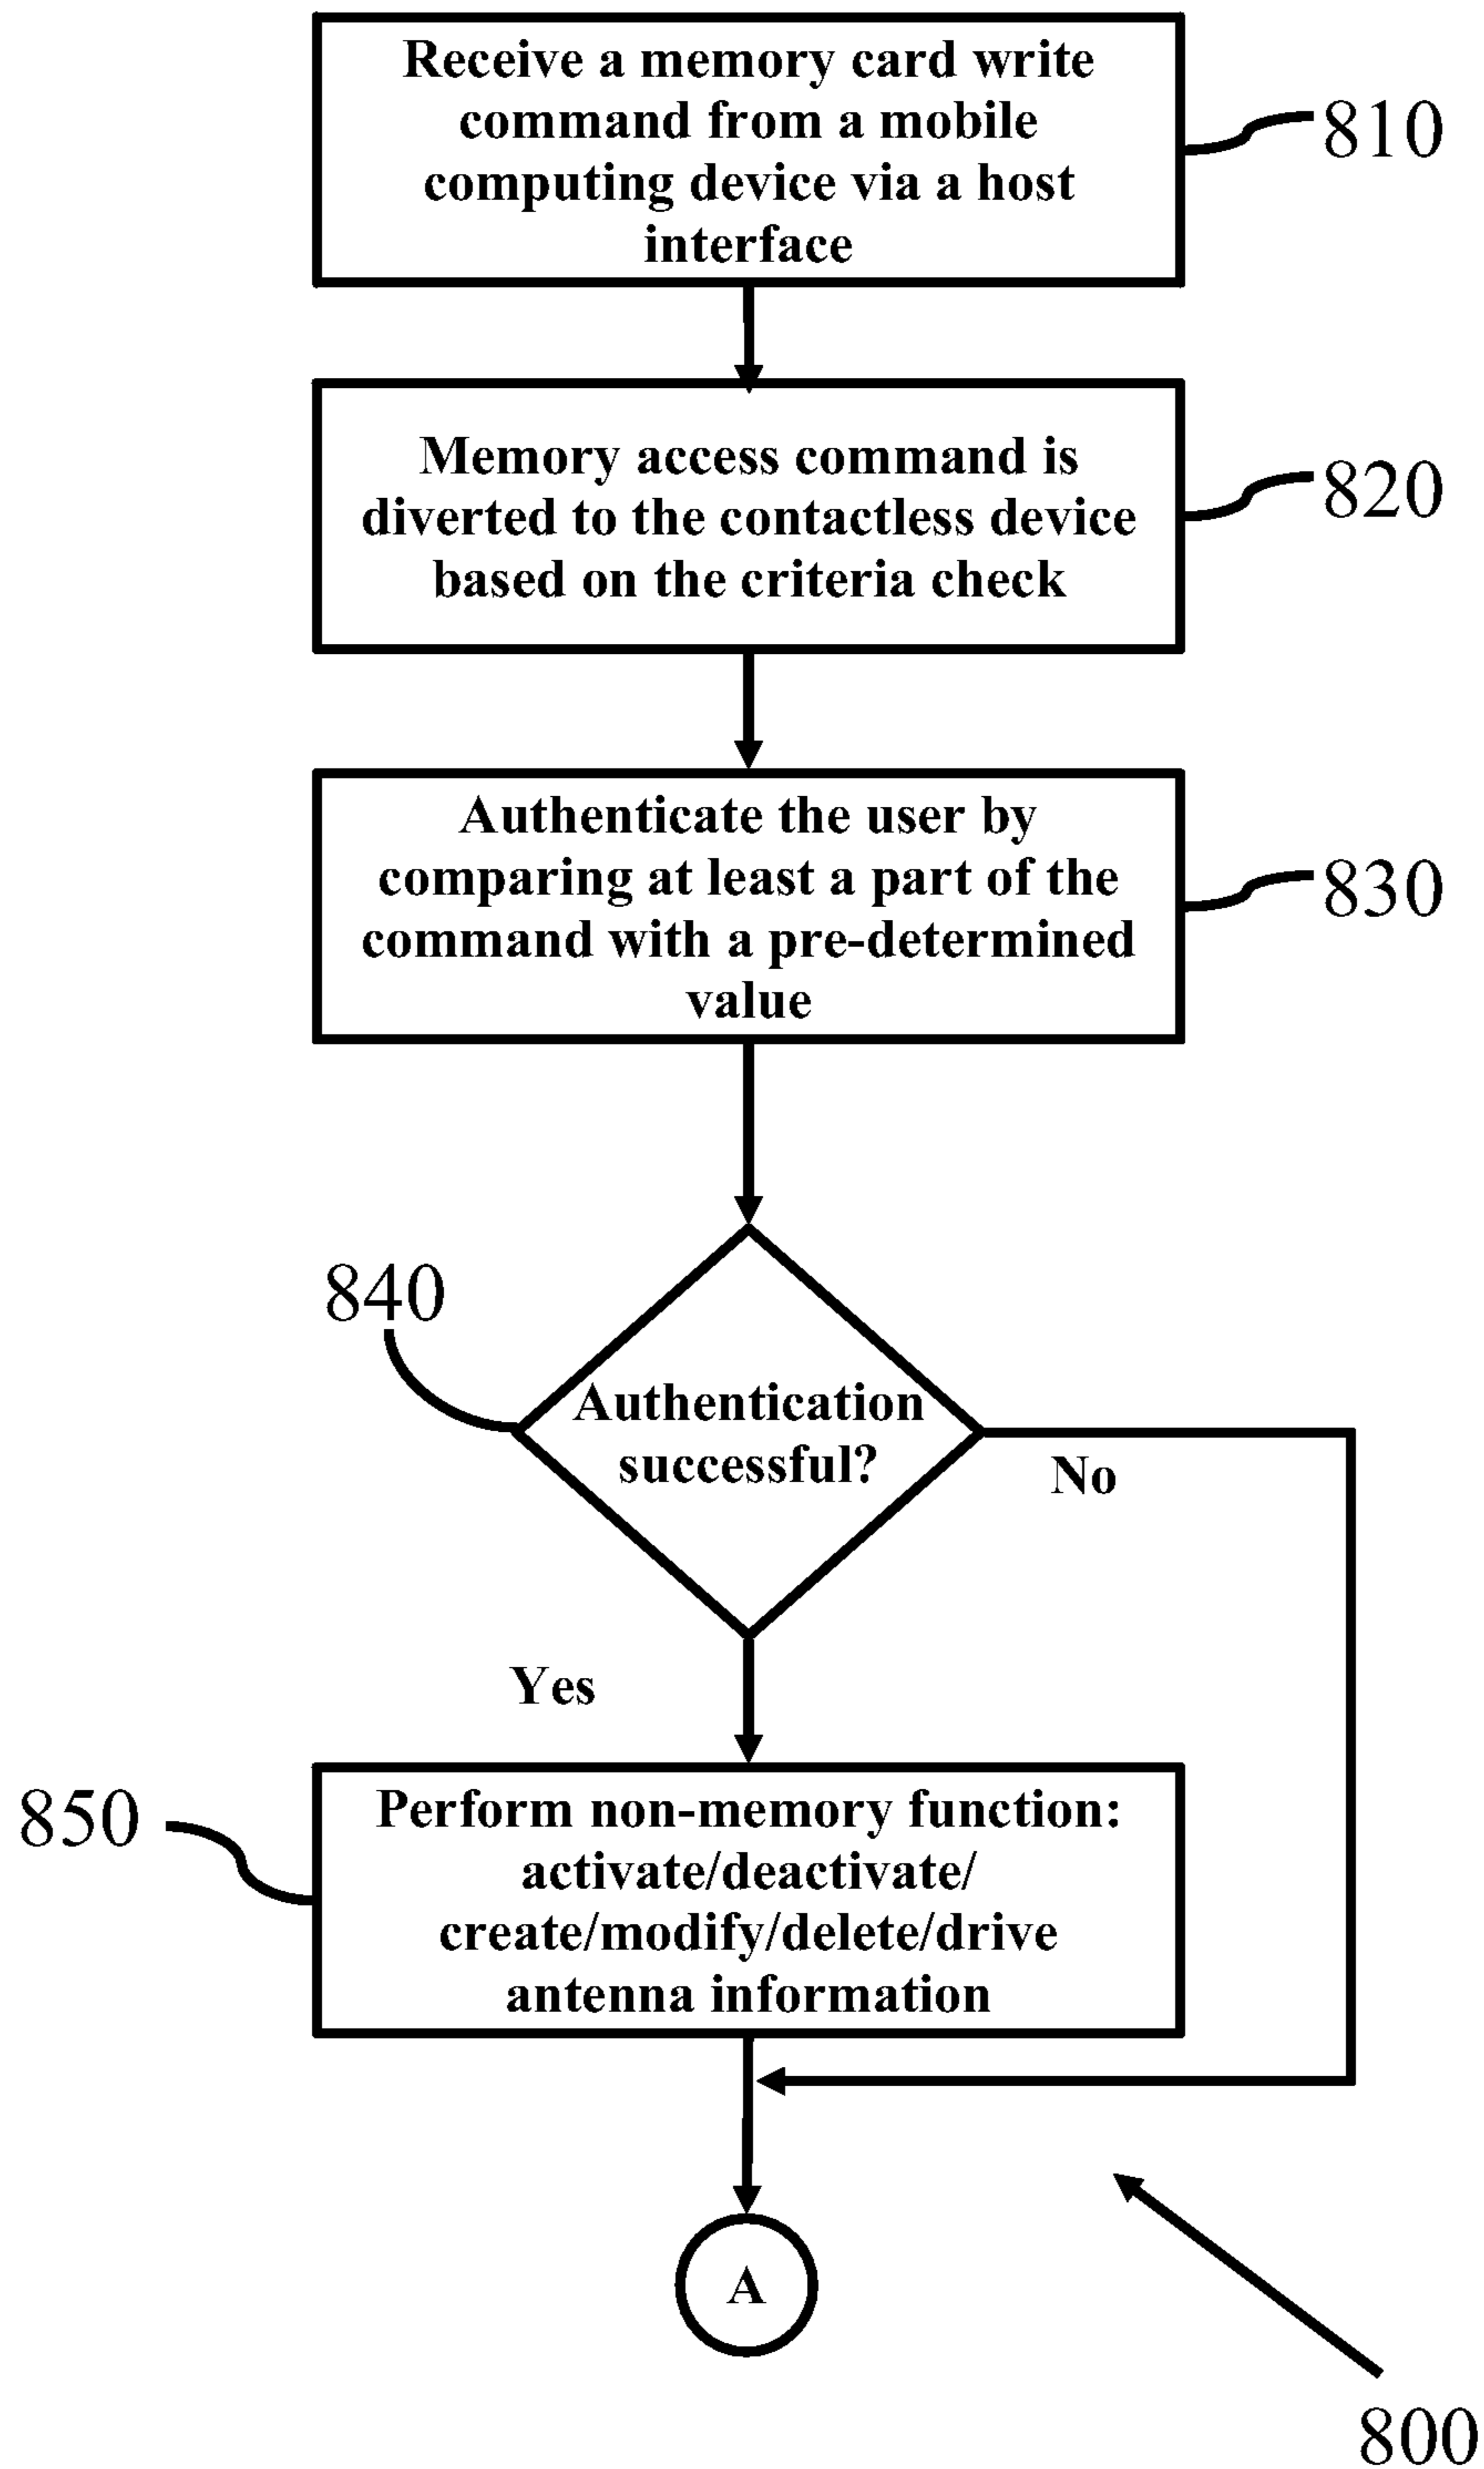 Receive a memory card write
command from a mobile
computing device via a host
interface
810
Memory access command is
diverted to the contactless device
based on the criteria check
820
Authenticate the user by
comparing at least a part of the
command with a pre-determined
value
830
840
Authentication
successful?
No
Yes
850
Perform non-memory function:
activate/deactivate/
create/modify/delete/drive
antenna information
A
800